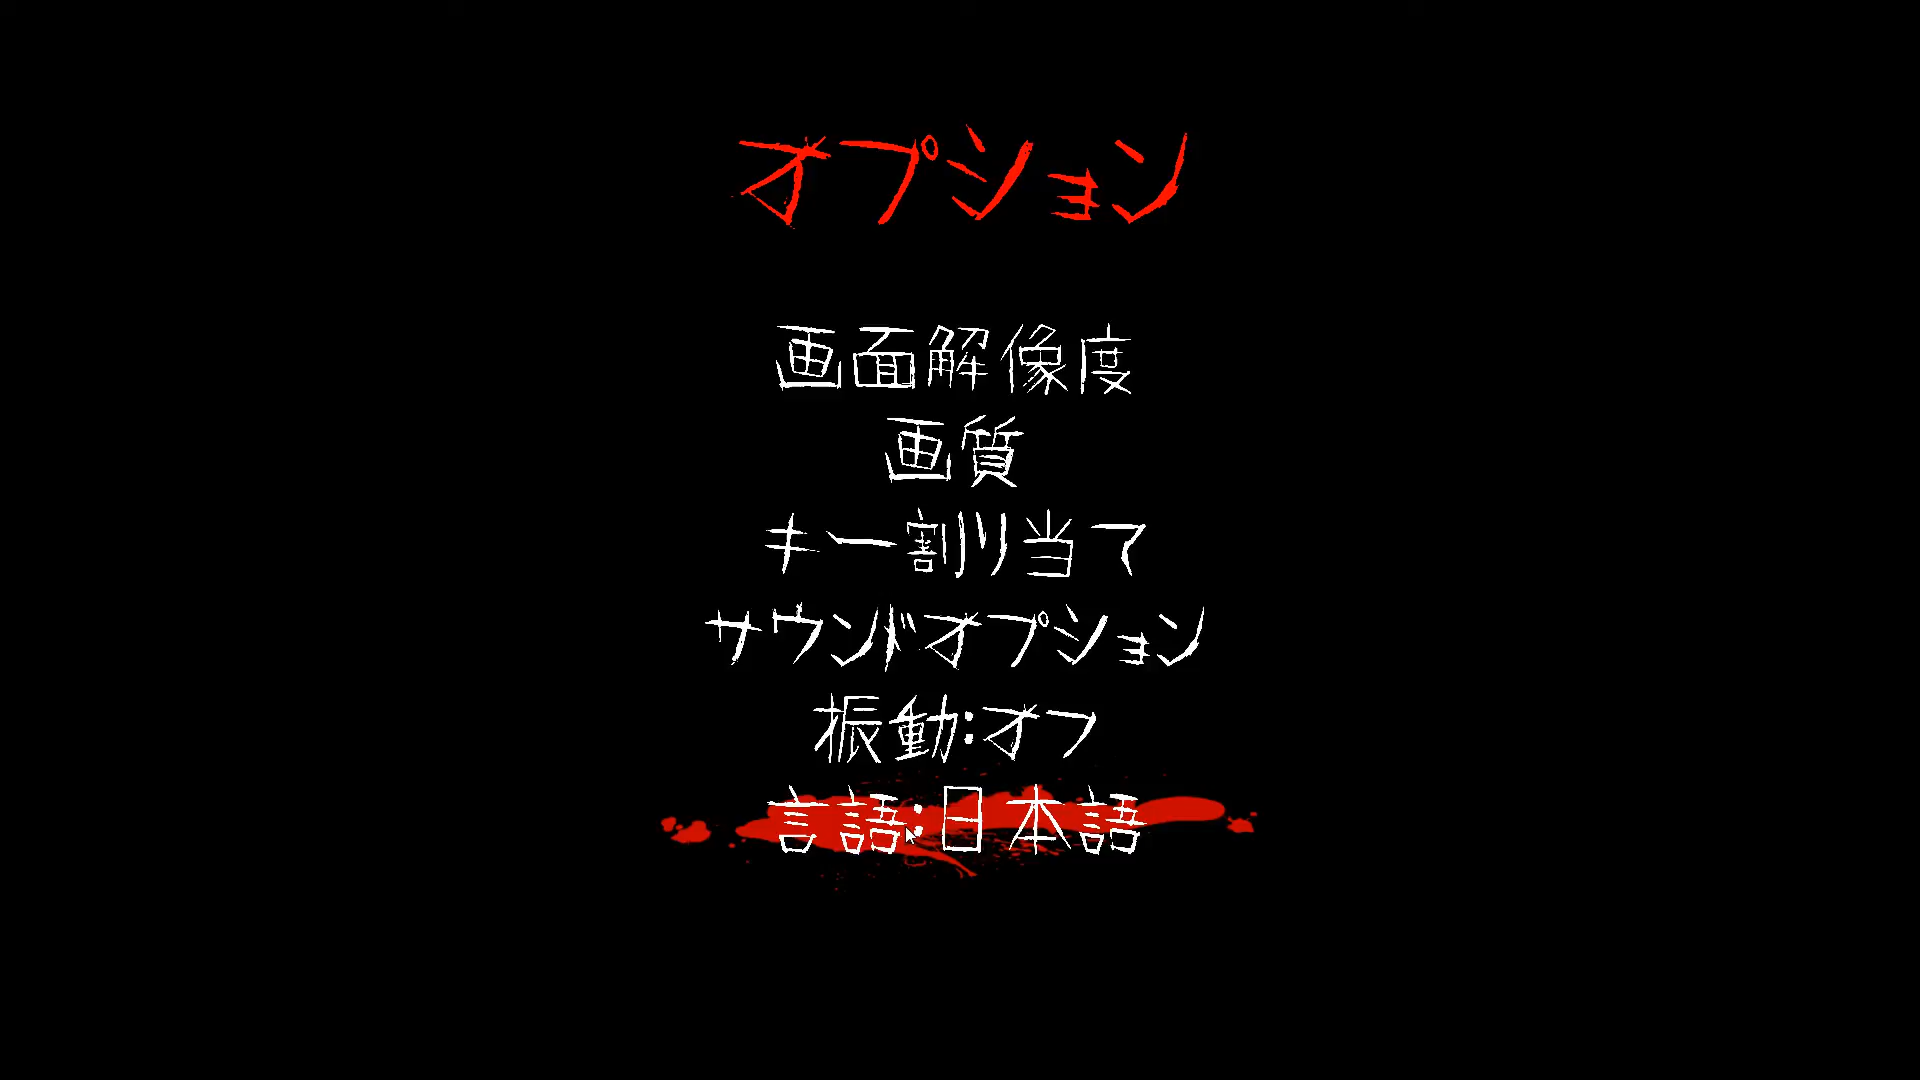 オプション
画面解像度
画質
キー割り当て
サウンドオプション
振動:オフ
言語:日本語